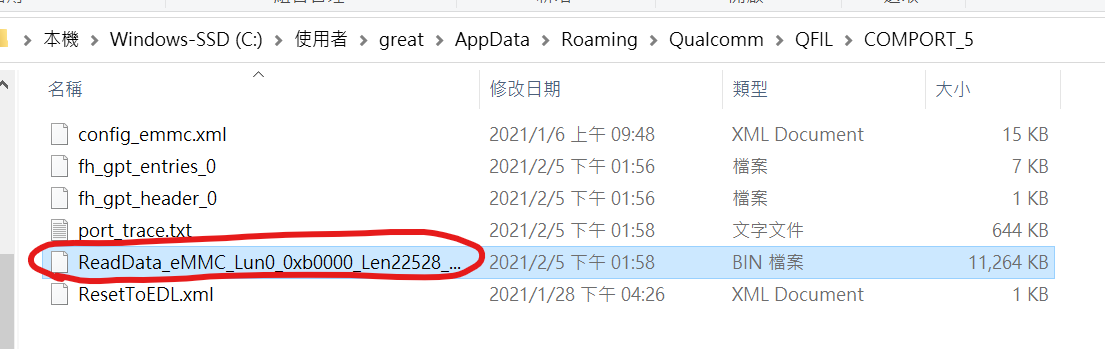 本機 > Windows-SSD (C:) > 使用者 > great > AppData > Roaming > Qualcomm > QFIL > COMPORT_5
名稱 修改日期 類型 大小
config_emmc.xml 2021/1/6 上午 09:48 XML Document 15 KB
fh_gpt_entries_0 2021/2/5 下午 01:56 檔案 7 KB
fh_gpt_header_0 2021/2/5 下午 01:56 檔案 1 KB
port_trace.txt 2021/2/5 下午 01:58 文字文件 644 KB
ReadData_eMMC_Lun0_0xb0000_Len22528_... 2021/2/5 下午 01:58 BIN 檔案 11,264 KB
ResetToEDL.xml 2021/1/28 下午 04:26 XML Document 1 KB